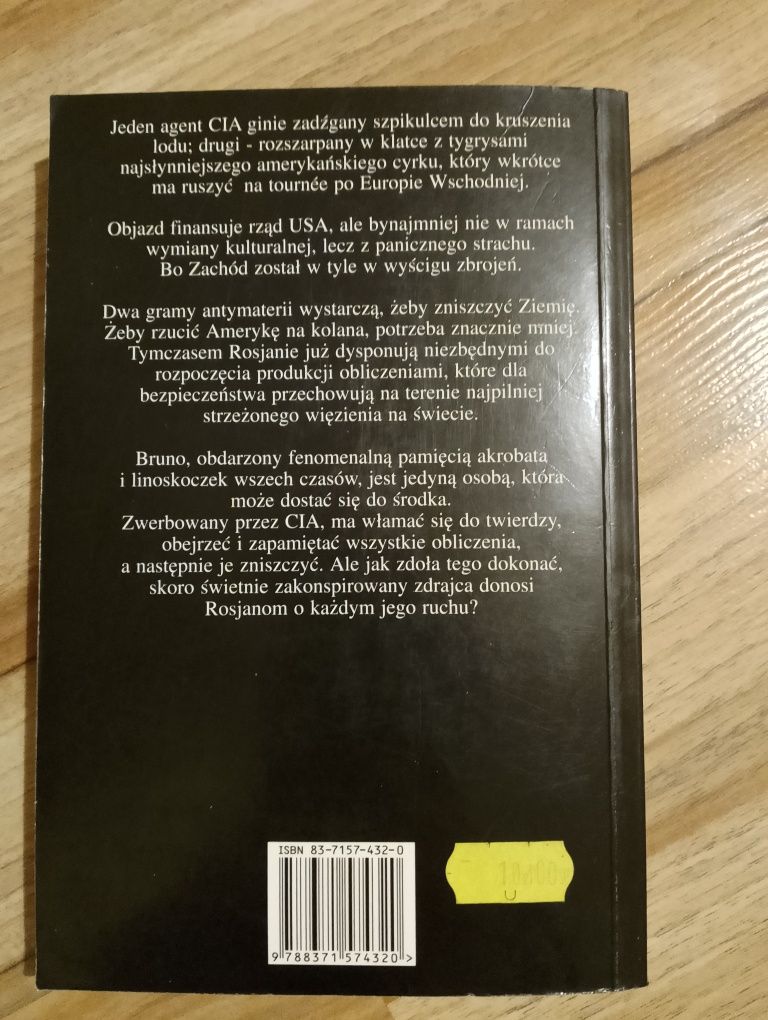 Jeden agent CIA ginie zadźgany szpikulcem do kruszenia
lodu; drugi - rozszarpany w klatce z tygrysami
najsłynniejszego amerykańskiego cyrku, który wkrótce
ma ruszyć na tournée po Europie Wschodniej.
Objazd finansuje rząd USA, ale bynajmniej nie w ramach
wymiany kulturalnej, lecz z panicznego strachu.
Bo Zachód został w tyle w wyścigu zbrojeń.
Dwa gramy antymaterii wystarczą, żeby zniszczyć Ziemię.
Żeby rzucić Amerykę na kolana, potrzeba znacznie mniej.
Tymczasem Rosjanie już dysponują niezbędnymi do
rozpoczęcia produkcji obliczeniami, które dla
bezpieczeństwa przechowują na terenie najpilniej
strzeżonego więzienia na świecie.
Bruno, obdarzony fenomenalną pamięcią akrobata
i linoskoczek wszech czasów, jest jedyną osobą, która
może dostać się do środka.
Zwerbowany przez CIA, ma włamać się do twierdzy,
obejrzeć i zapamiętać wszystkie obliczenia,
a następnie je zniszczyć. Ale jak zdoła tego dokonać,
skoro świetnie zakonspirowany zdrajca donosi
Rosjanom o każdym jego ruchu?
ISBN 83-7157-432-0
9 788371 574320 >